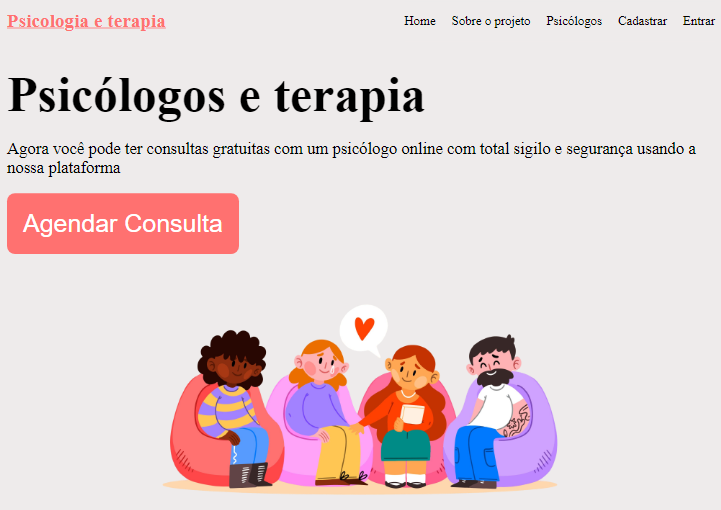 Psicologia e terapia
Home Sobre o projeto Psicólogos Cadastrar Entrar
Psicólogos e terapia
Agora você pode ter consultas gratuitas com um psicólogo online com total sigilo e segurança usando a
nossa plataforma
Agendar Consulta